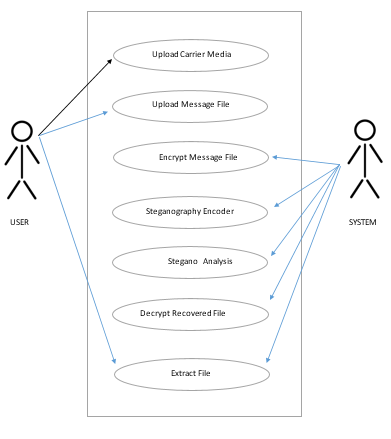 Upload Carrier Media
Upload Message File
Encrypt Message File
Steganography Encoder
Stegano Analysis
Decrypt Recovered File
Extract File
USER
SYSTEM